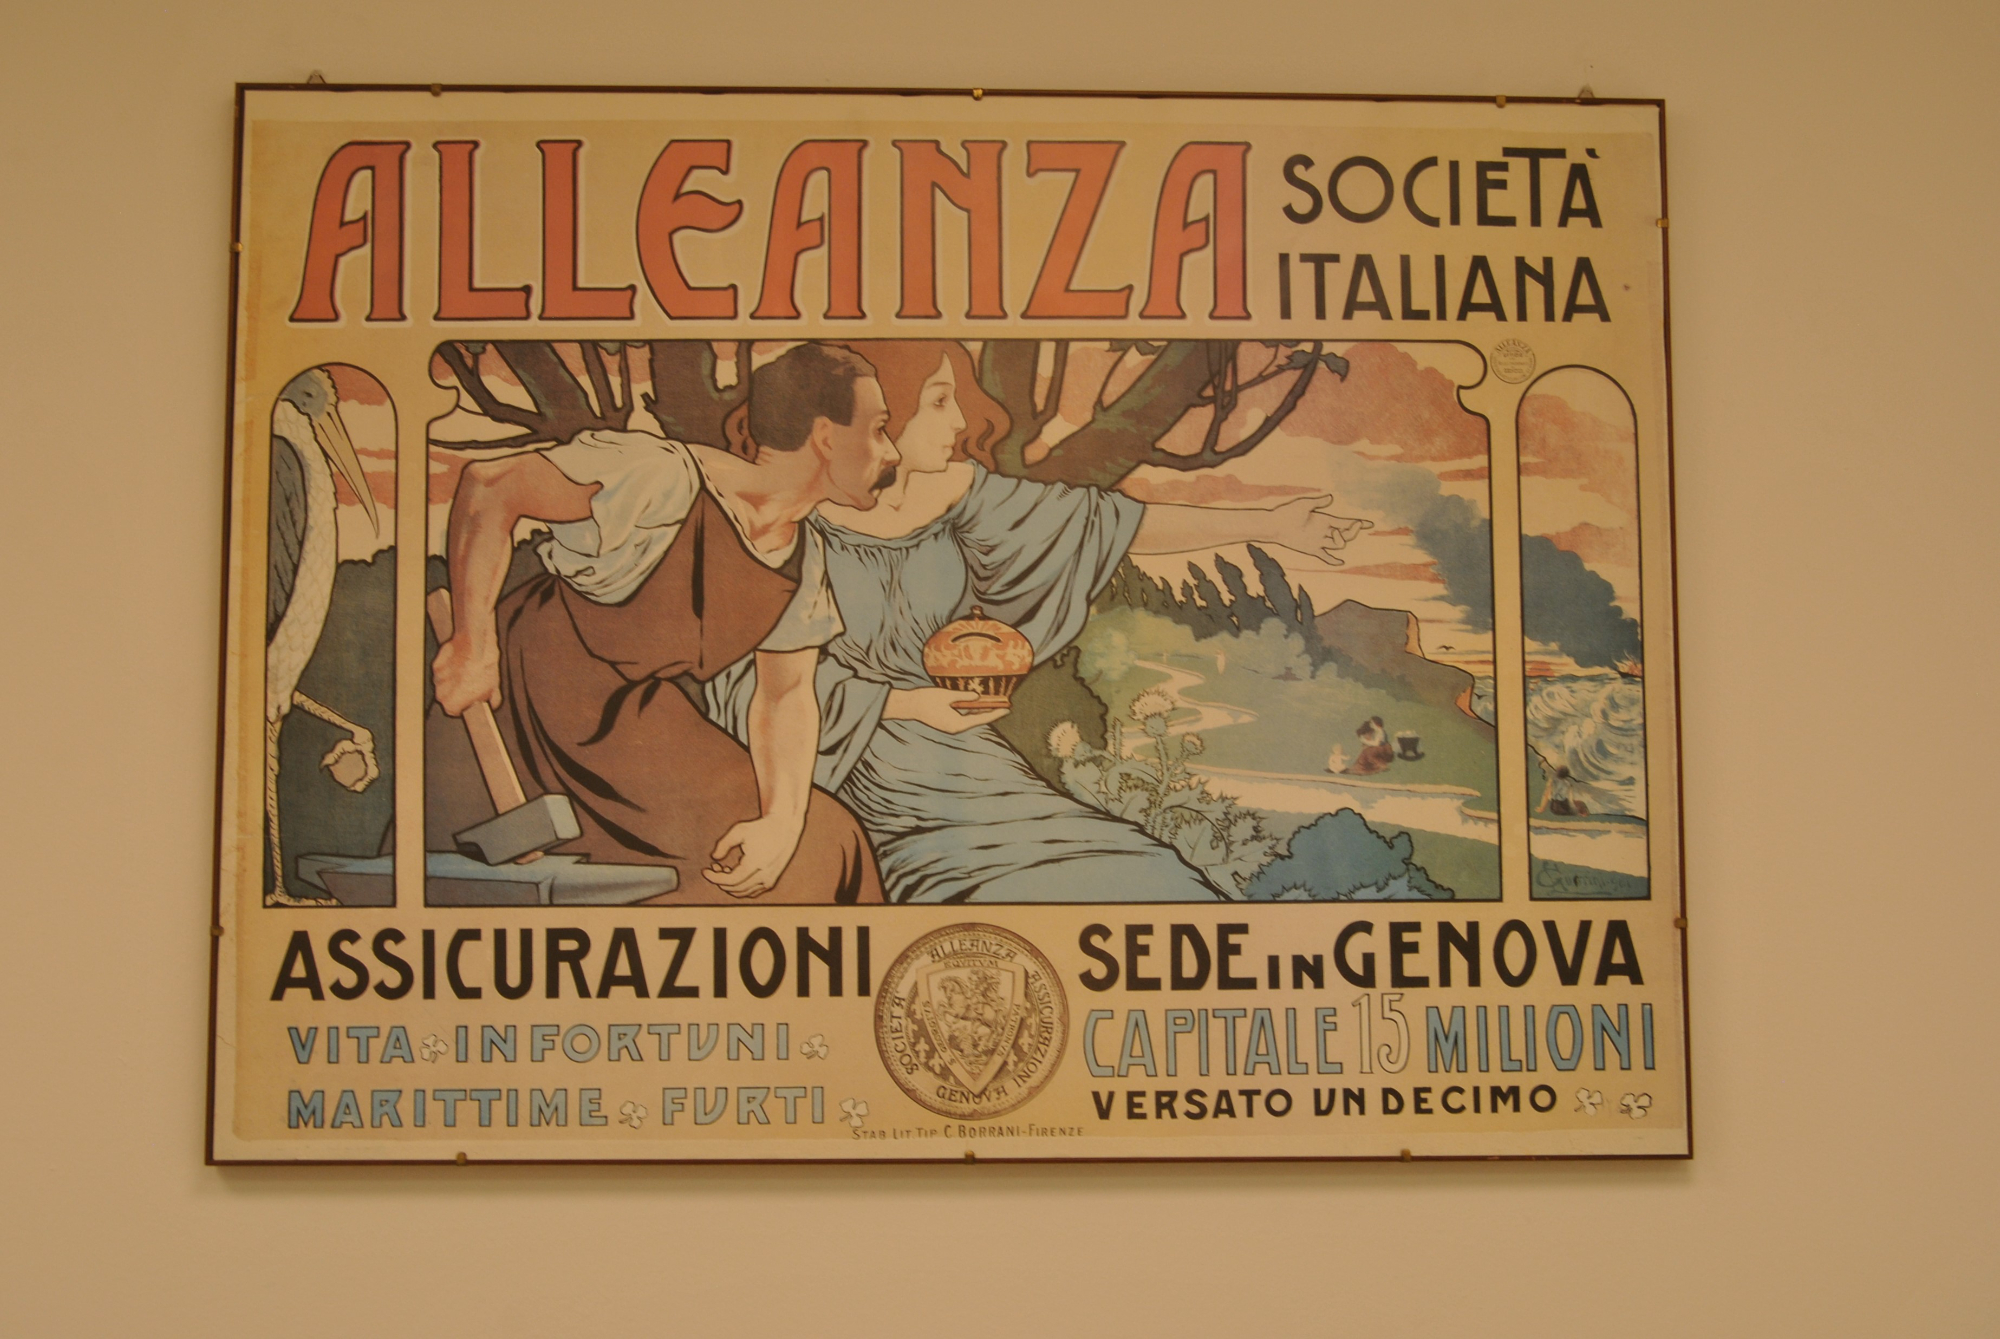 ALLEANZA
SOCIETÀ
ITALIANA
ASSICURAZIONI
VITA INFORTUNI
MARITTIME FURTI
ALLEANZA
SOCIETÀ
ASSICURAZIONI
GENOVA
EQUITUM
SEDE IN GENOVA
CAPITALE 15 MILIONI
VERSATO UN DECIMO
STAB LIT TIP C. BORRANI-FIRENZE